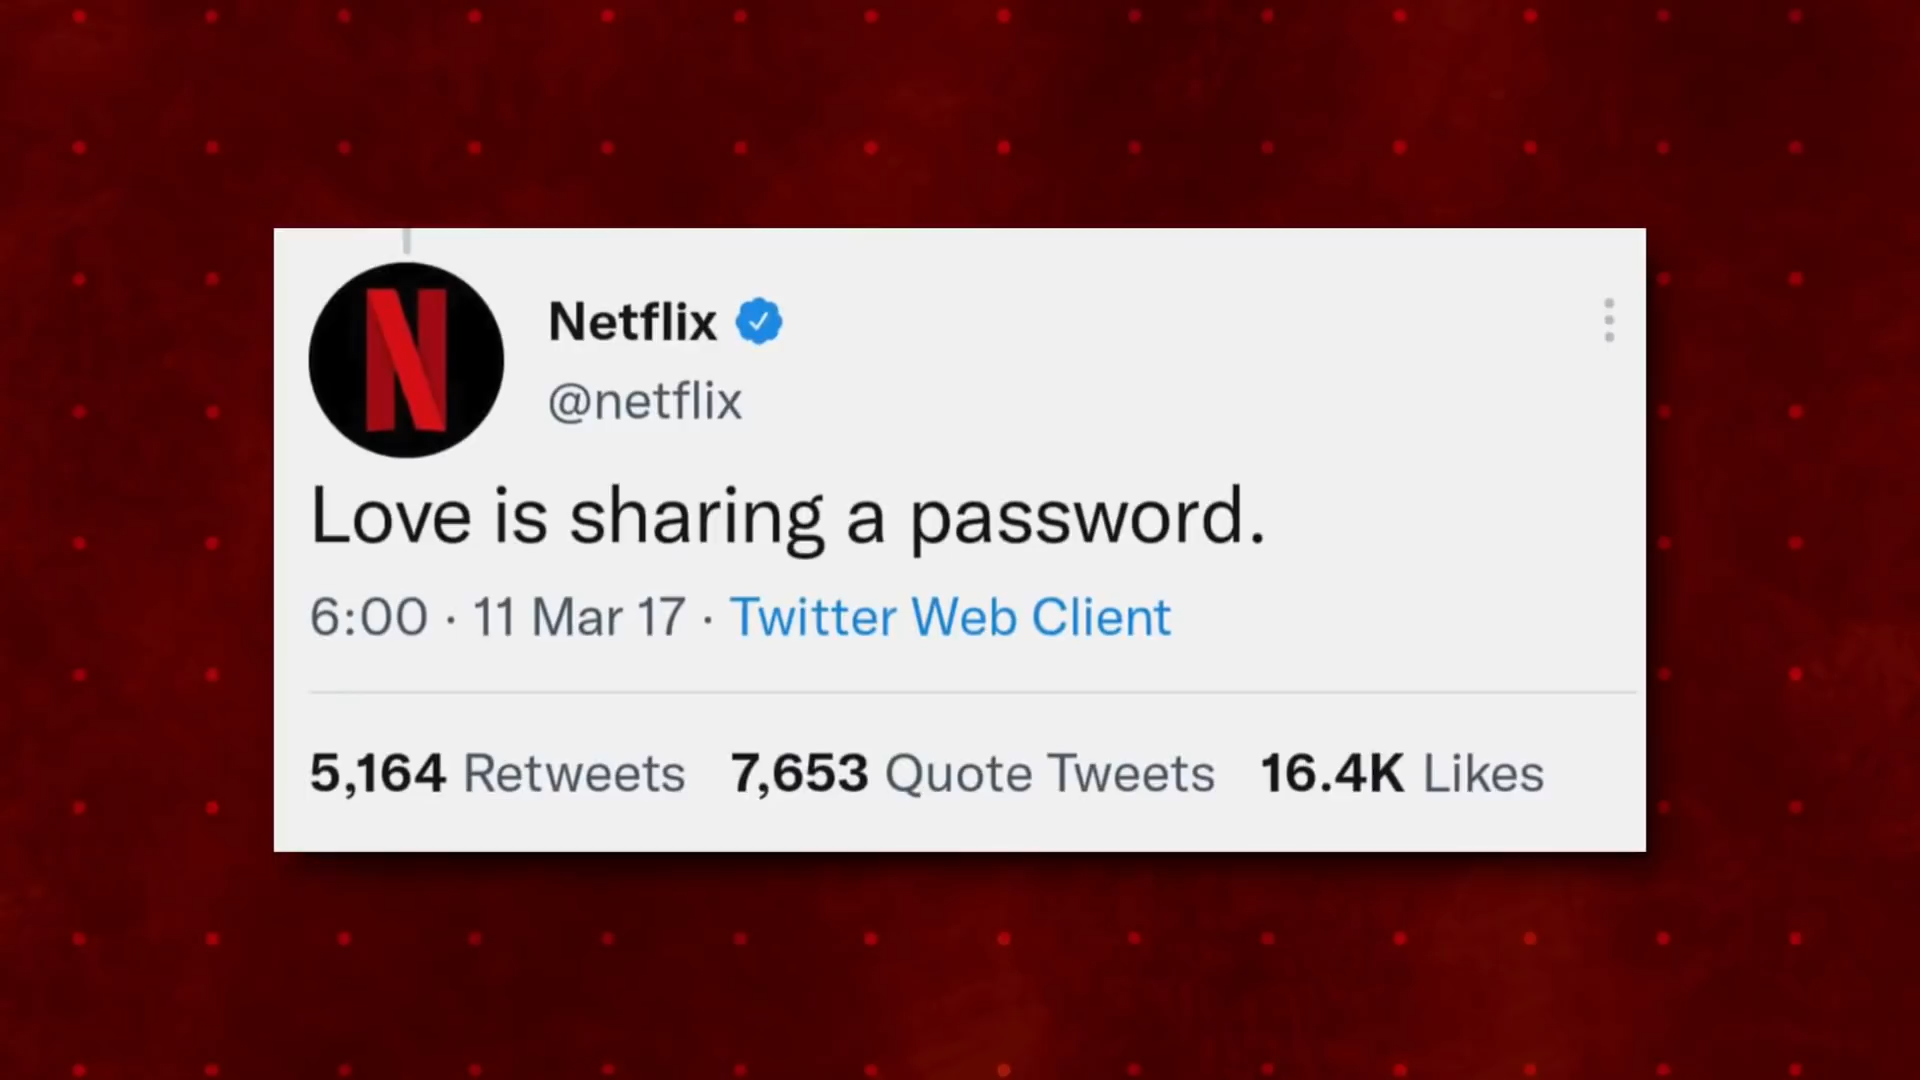 Netflix
@netflix
Love is sharing a password.
6:00 · 11 Mar 17 · Twitter Web Client
5,164 Retweets 7,653 Quote Tweets 16.4K Likes